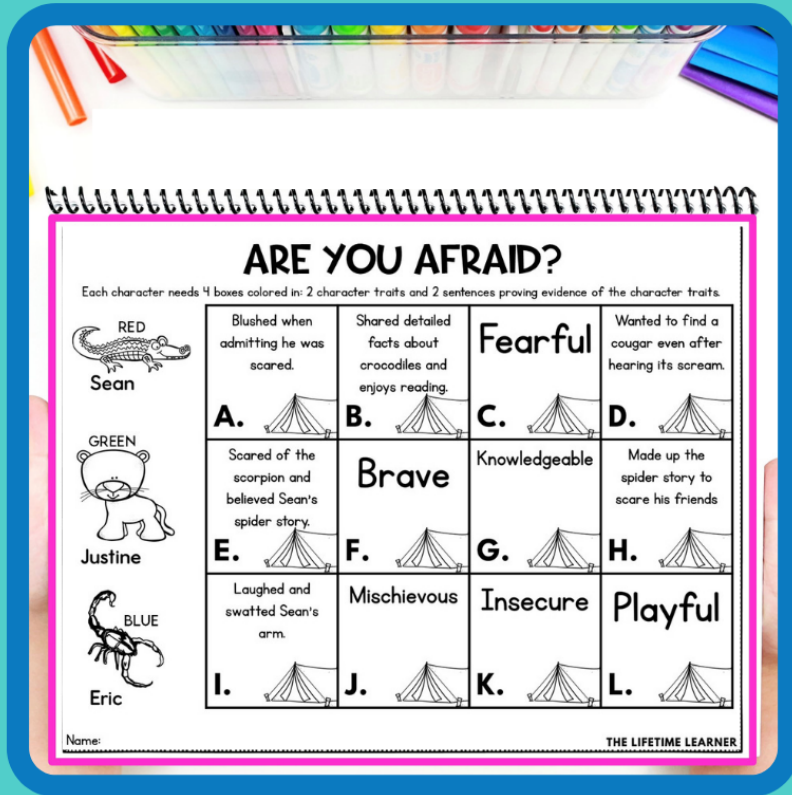 ARE YOU AFRAID?
Each character needs 4 boxes colored in: 2 character traits and 2 sentences proving evidence of the character traits.
RED
Sean
GREEN
Justine
BLUE
Eric
Blushed when
admitting he was
scared.
A.
Shared detailed
facts about
crocodiles and
enjoys reading.
B.
Fearful
C.
Wanted to find a
cougar even after
hearing its scream.
D.
Scared of the
scorpion and
believed Sean's
spider story.
E.
Brave
F.
Knowledgeable
G.
Made up the
spider story to
scare his friends
H.
Laughed and
swatted Sean's
arm.
I.
Mischievous
J.
Insecure
K.
Playful
L.
Name:
THE LIFETIME LEARNER